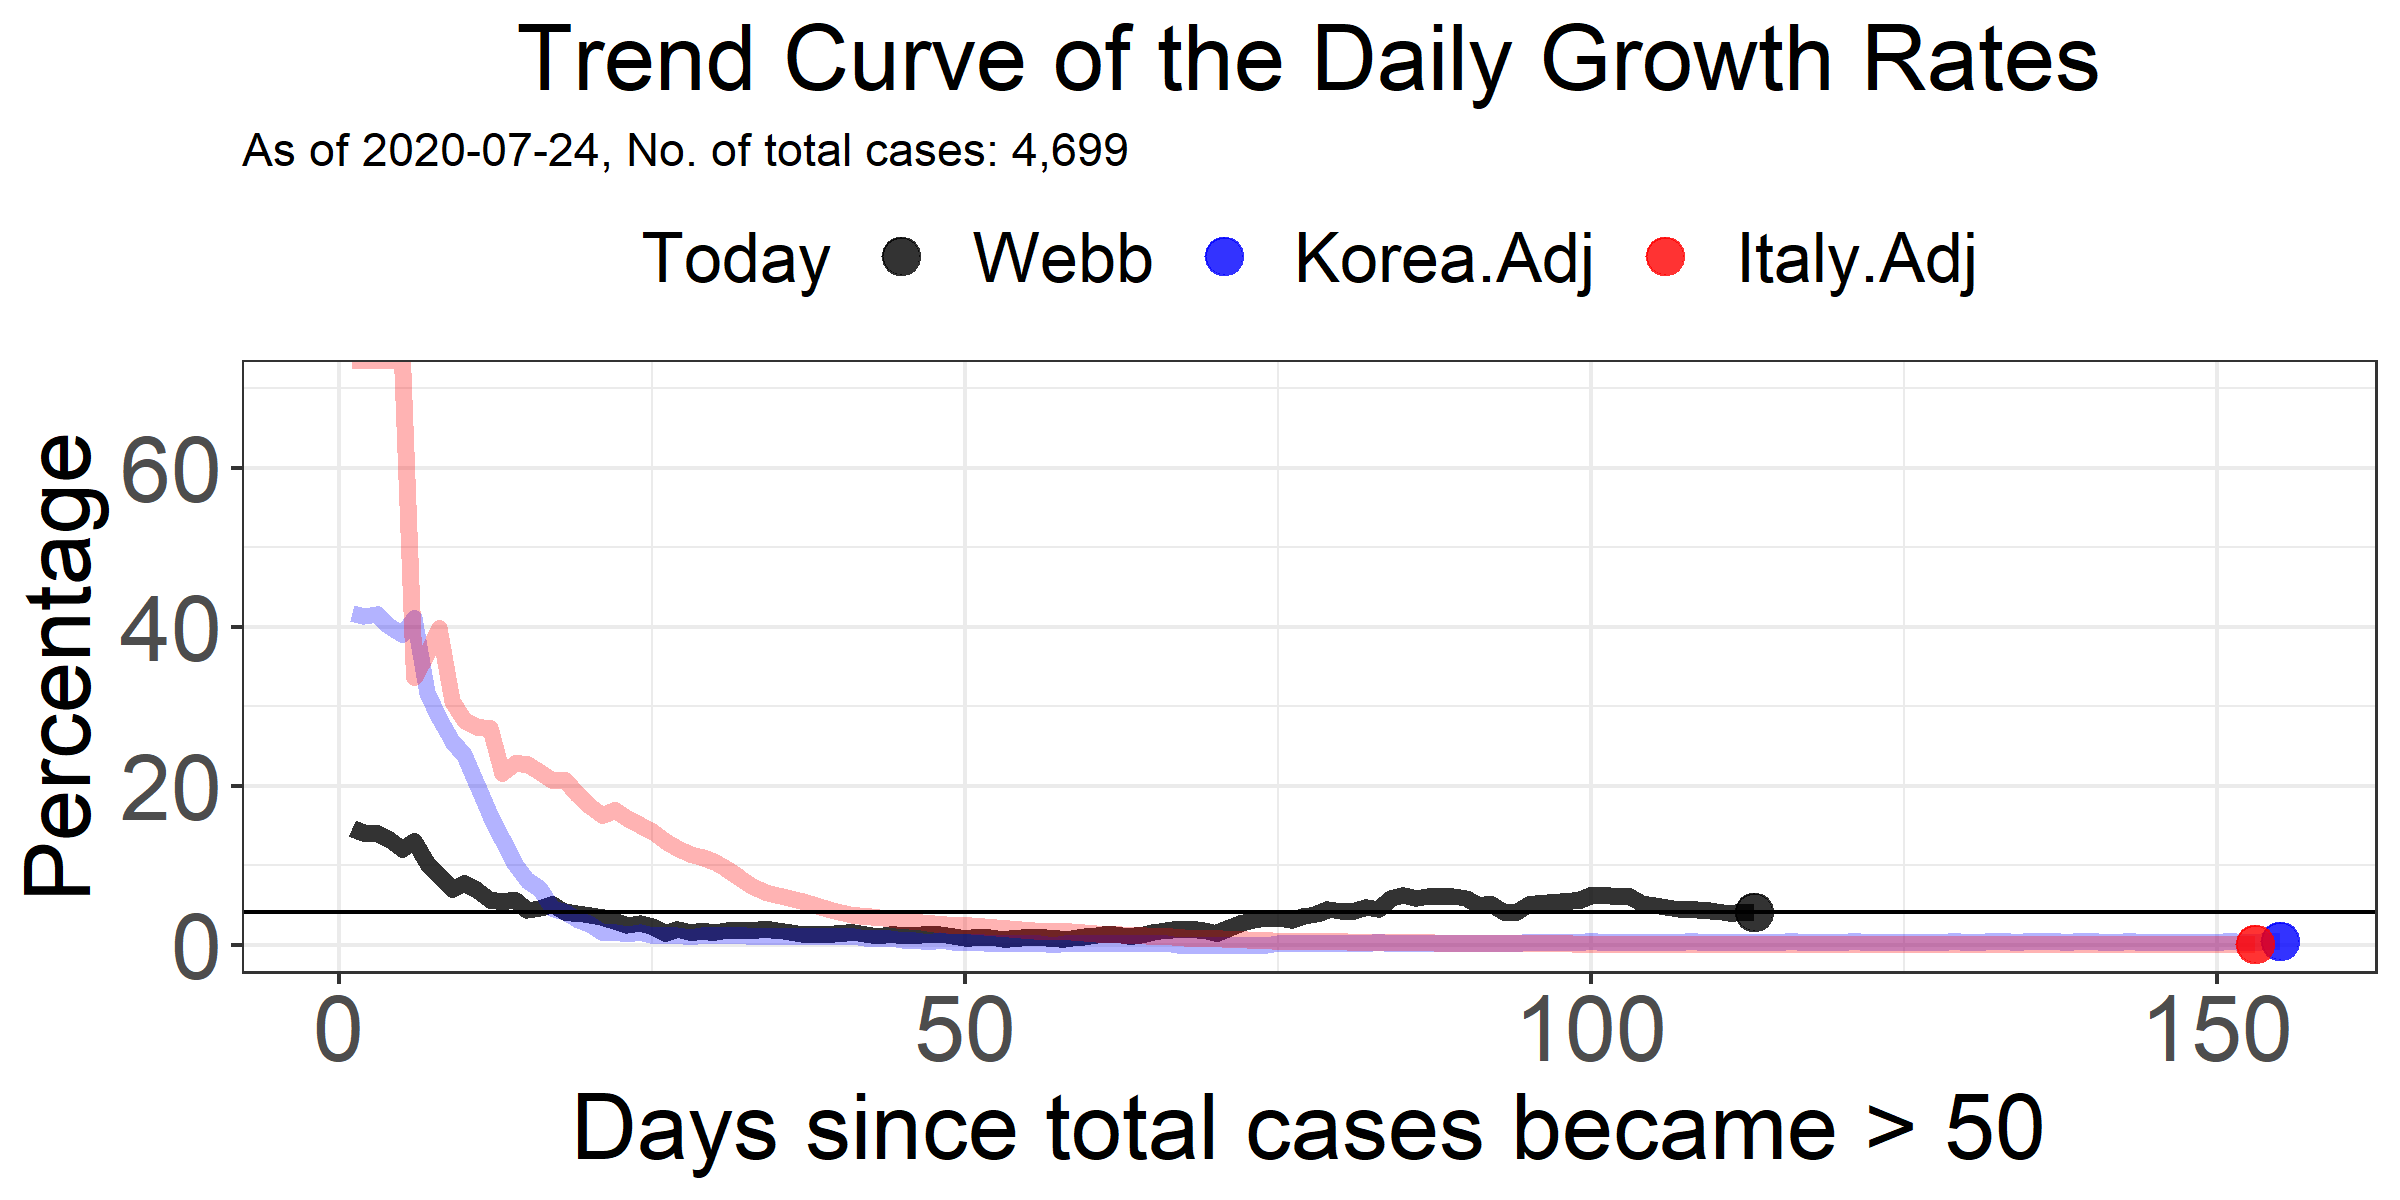 Trend Curve of the Daily Growth Rates
As of 2020-07-24, No. of total cases: 4,699
Today Webb Korea.Adj Italy.Adj
Percentage
60
40
20
0
0 50 100 150
Days since total cases became > 50